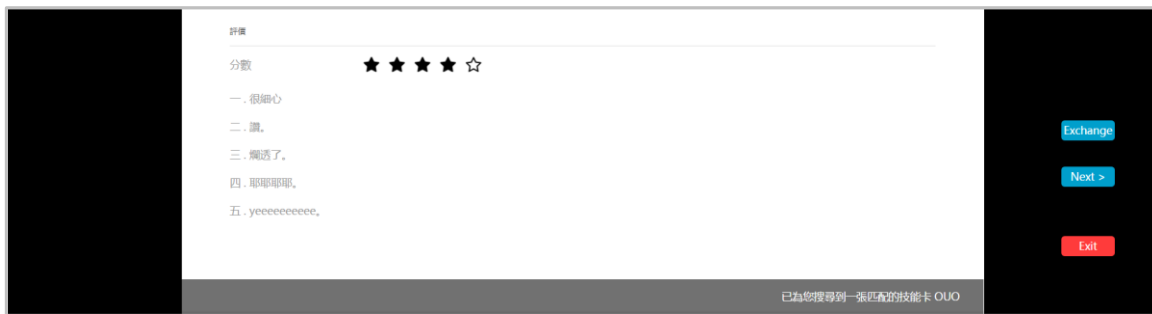 評價
分數
一 . 很細心
二 . 讚。
三 . 爛透了。
四 . 耶耶耶耶。
五 . yeeeeeeeeee。
Exchange
Next >
Exit
已為您搜尋到一張匹配的技能卡 OUO